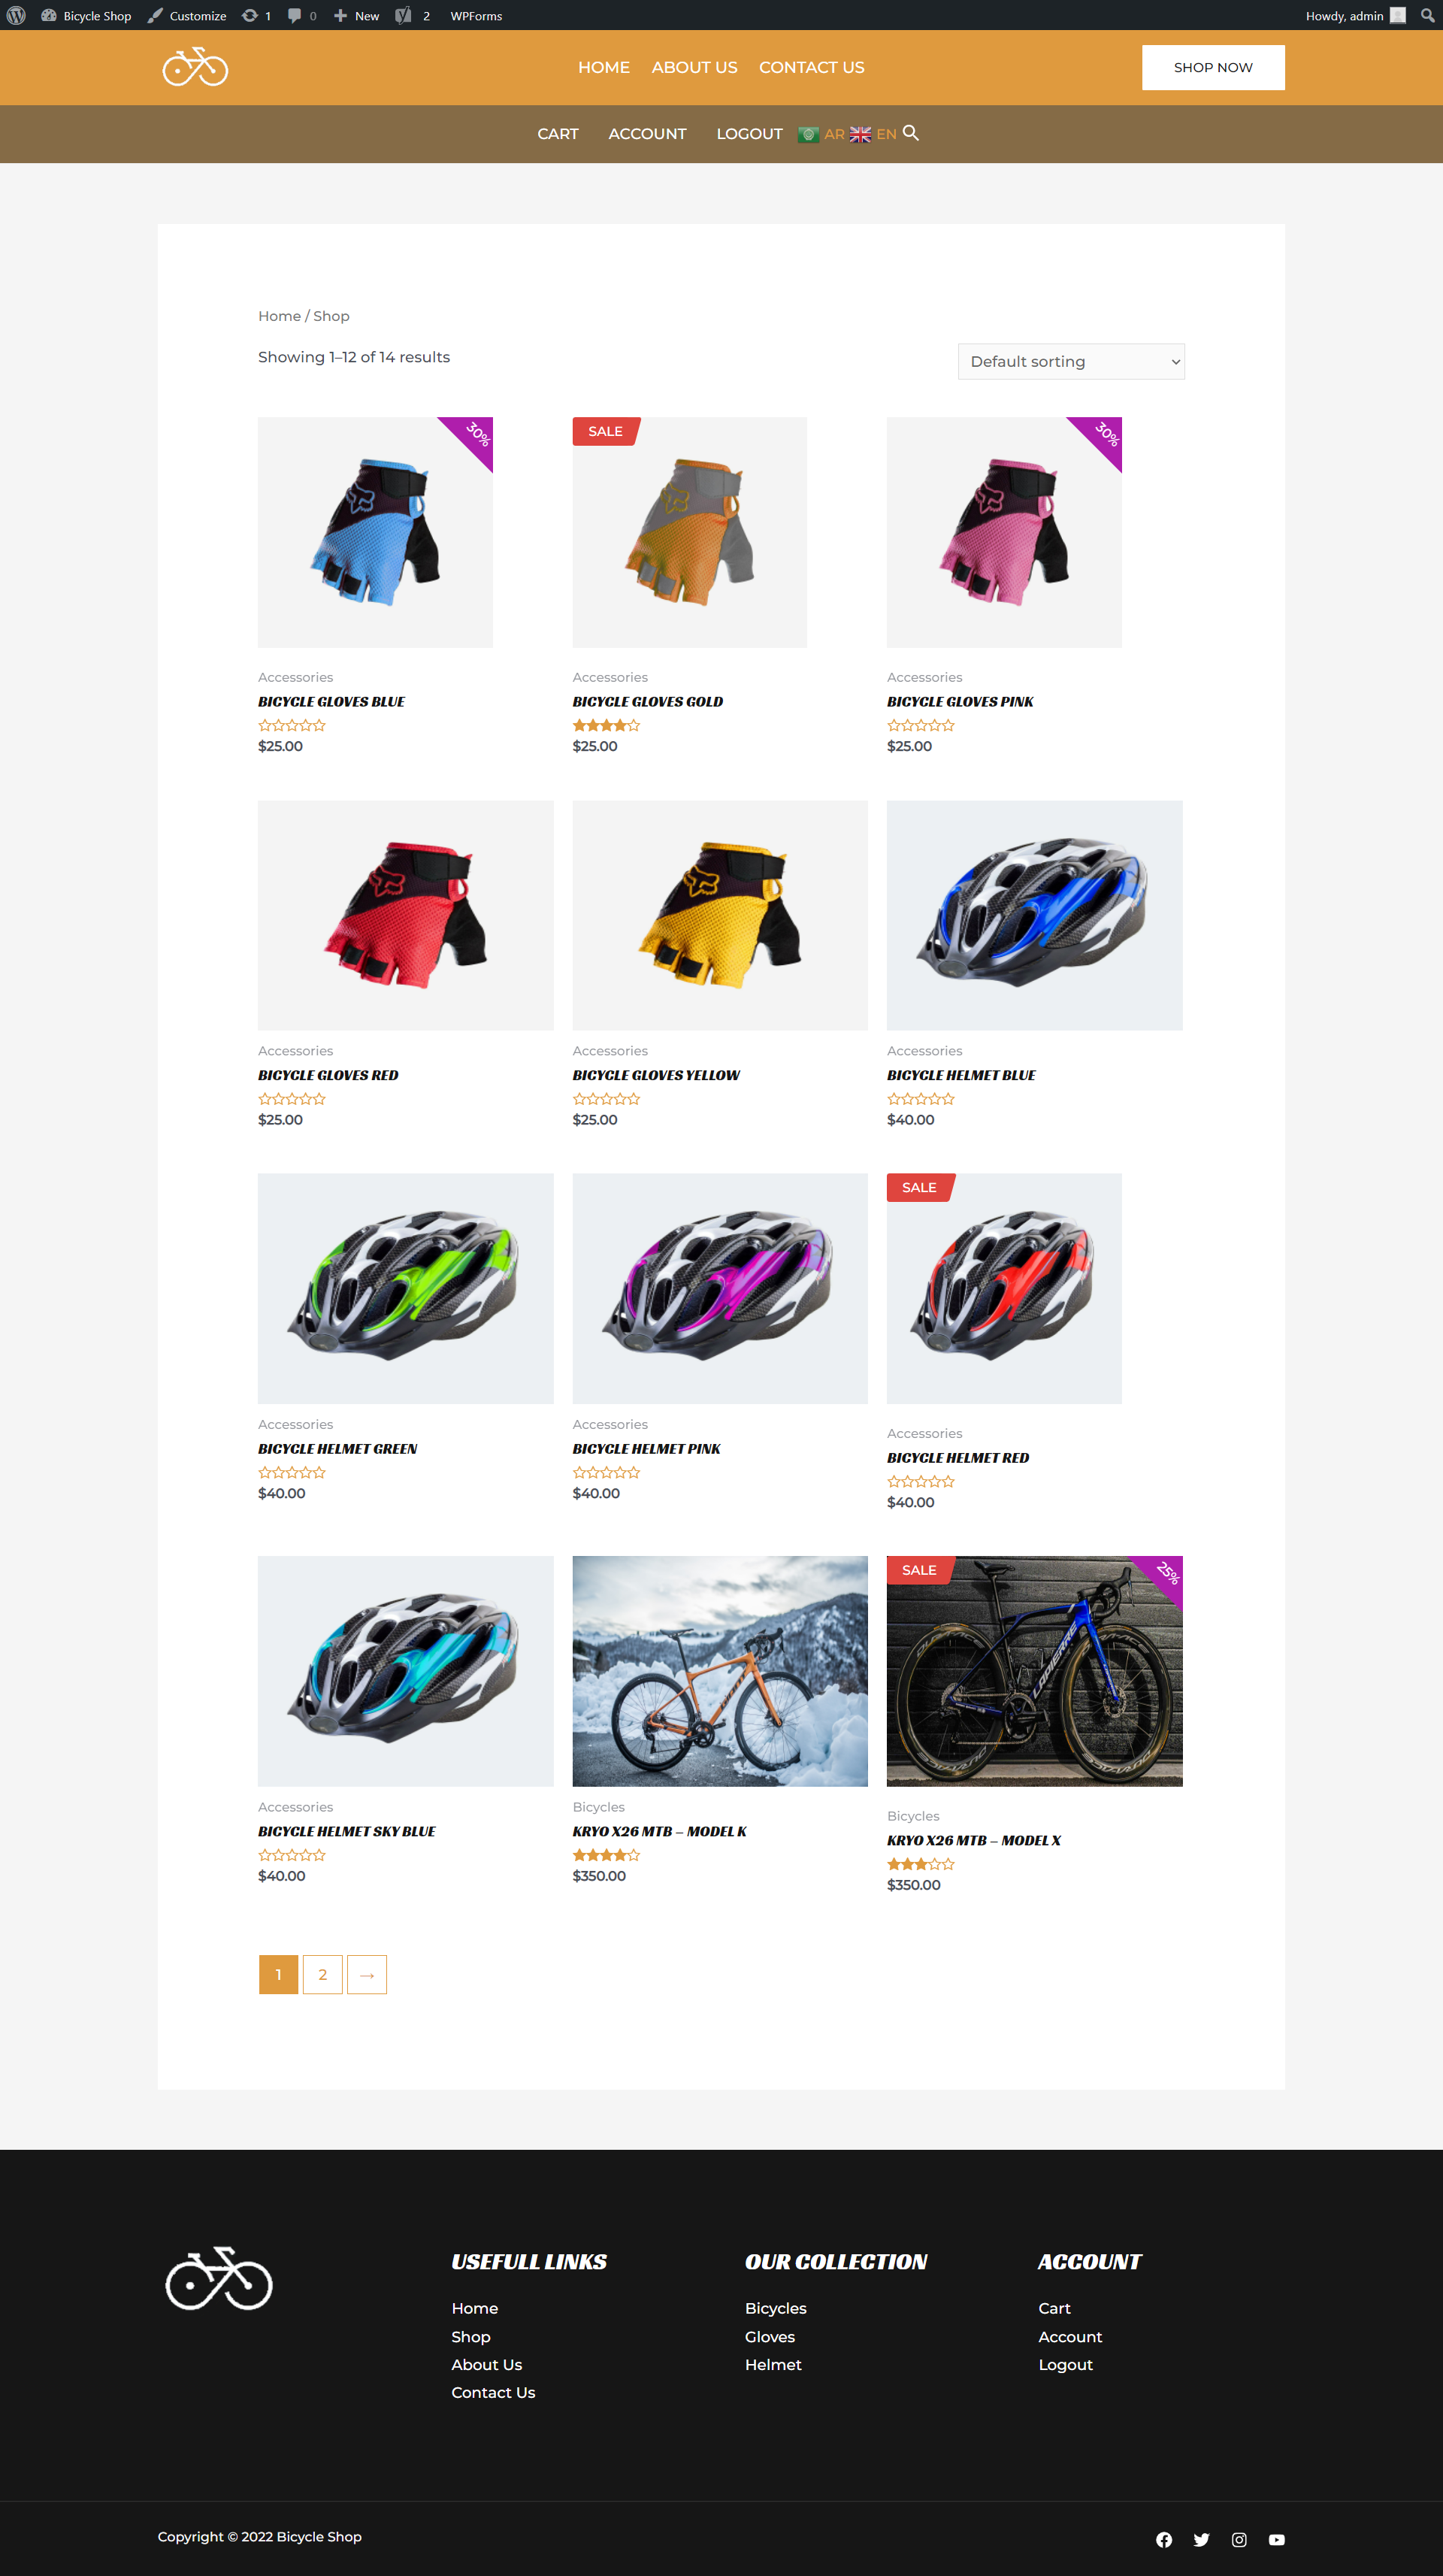 Bicycle Shop Customize 1 0 New 2 WPForms Howdy, admin
HOME ABOUT US CONTACT US SHOP NOW
CART ACCOUNT LOGOUT AR EN
Home / Shop
Showing 1–12 of 14 results
Default sorting
30% SALE 30%
Accessories Accessories Accessories
BICYCLE GLOVES BLUE BICYCLE GLOVES GOLD BICYCLE GLOVES PINK
$25.00 $25.00 $25.00
Accessories Accessories Accessories
BICYCLE GLOVES RED BICYCLE GLOVES YELLOW BICYCLE HELMET BLUE
$25.00 $25.00 $40.00
SALE
Accessories Accessories
Accessories
BICYCLE HELMET GREEN BICYCLE HELMET PINK
BICYCLE HELMET RED
$40.00 $40.00
$40.00
SALE 25%
LAPIERRE
Accessories Bicycles
Bicycles
BICYCLE HELMET SKY BLUE KRYO X26 MTB – MODEL K
KRYO X26 MTB – MODEL X
$40.00 $350.00
$350.00
1 2 →
USEFULL LINKS OUR COLLECTION ACCOUNT
Home Bicycles Cart
Shop Gloves Account
About Us Helmet Logout
Contact Us
Copyright © 2022 Bicycle Shop